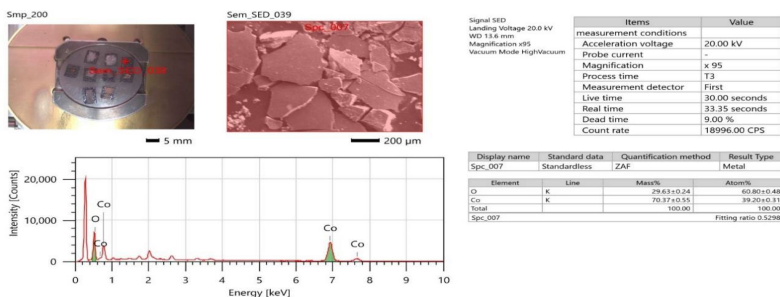 Smp_200
Sem_SED_039
Spc_007
5 mm
200 µm
Signal SED
Landing Voltage 20.0 kV
WD 13.6 mm
Magnification x95
Vacuum Mode HighVacuum
Items Value
measurement conditions
Acceleration voltage 20.00 kV
Probe current -
Magnification x 95
Process time T3
Measurement detector First
Live time 30.00 seconds
Real time 33.35 seconds
Dead time 9.00 %
Count rate 18996.00 CPS
Intensity [Counts]
20,000
10,000
0
O
Co
Co
Co
Co
0 1 2 3 4 5 6 7 8 9 10
Energy [keV]
Display name Standard data Quantification method Result Type
Spc_007 Standardless ZAF Metal
Element Line Mass% Atom%
O K 29.63±0.24 60.80±0.48
Co K 70.37±0.55 39.20±0.31
Total 100.00 100.00
Spc_007 Fitting ratio 0.5298